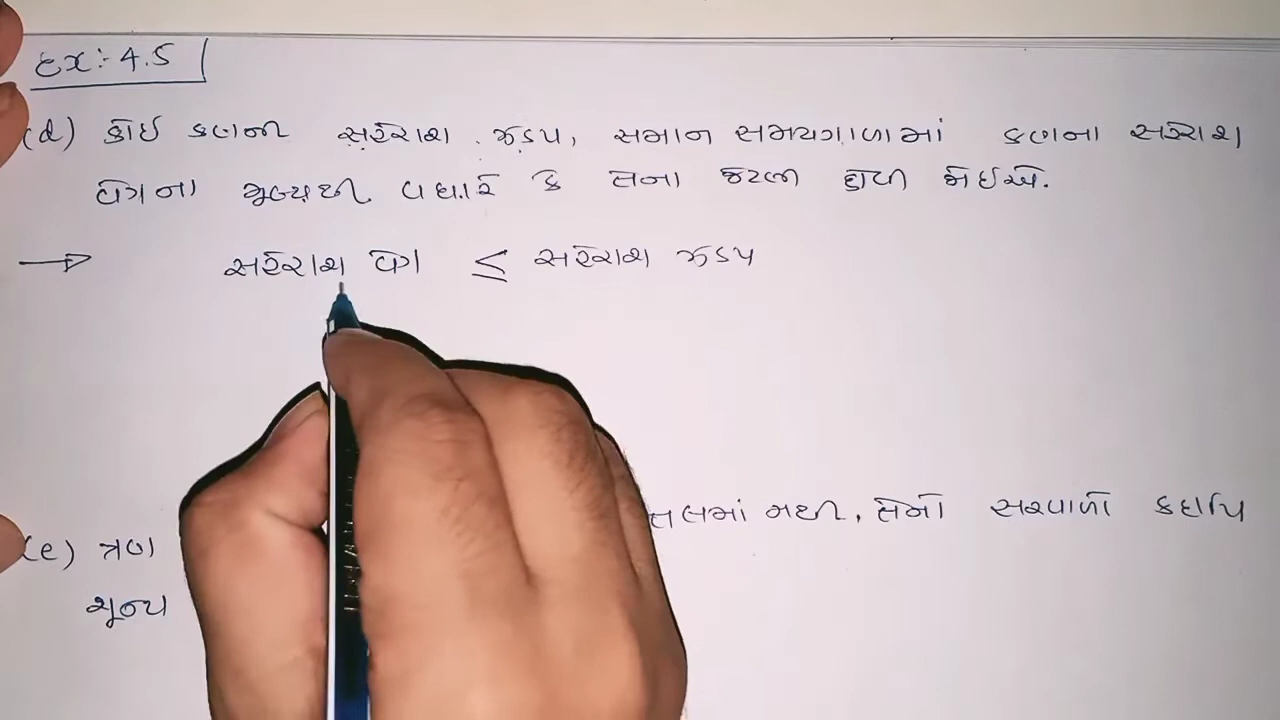 Ex:- 4.5
(d) કોઈ કણની સરેરાશ ઝડપ, સમાન સમયગાળામાં કણના સરેરાશ
વેગના મૂલ્યથી વધારે કે તેના જેટલી હોવી જોઈએ.
→ સરેરાશ વેગ ≤ સરેરાશ ઝડપ
(e) ત્રણ તલમાં નથી, તેનો સરવાળો કદાપિ
શૂન્ય